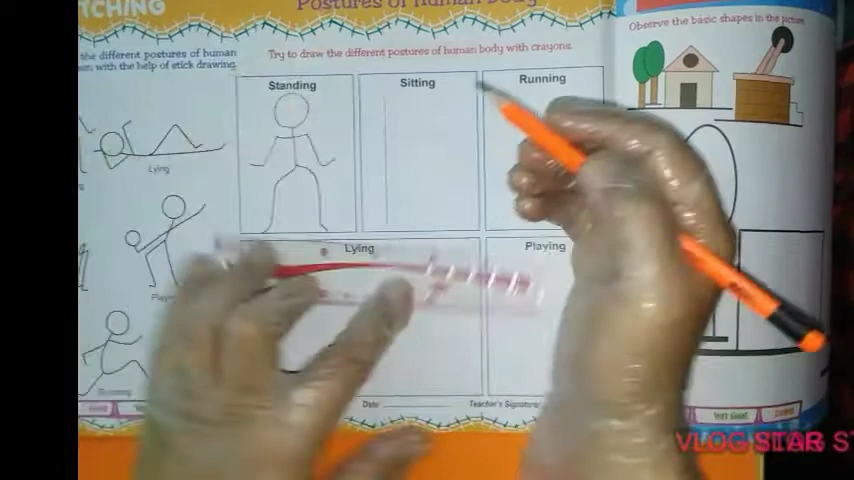 TCHING
Postures of Human Body
the different postures of human
with the help of stick drawing.
Try to draw the different postures of human body with crayons.
Observe the basic shapes in the picture
Standing
Sitting
Running
Lying
Lying
Playing
Date:
Teacher's Signature
Very Good
VLOG STAR S